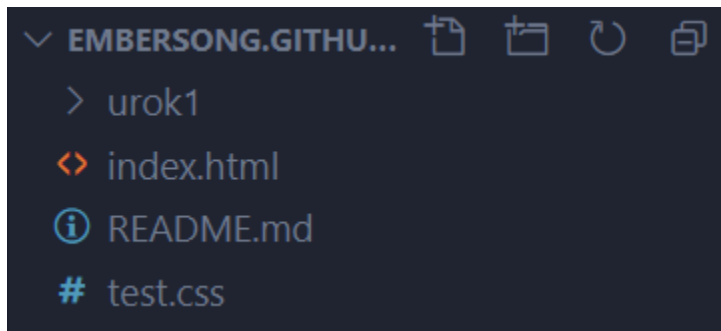 EMBERSONG.GITHU...
urok1
index.html
README.md
test.css